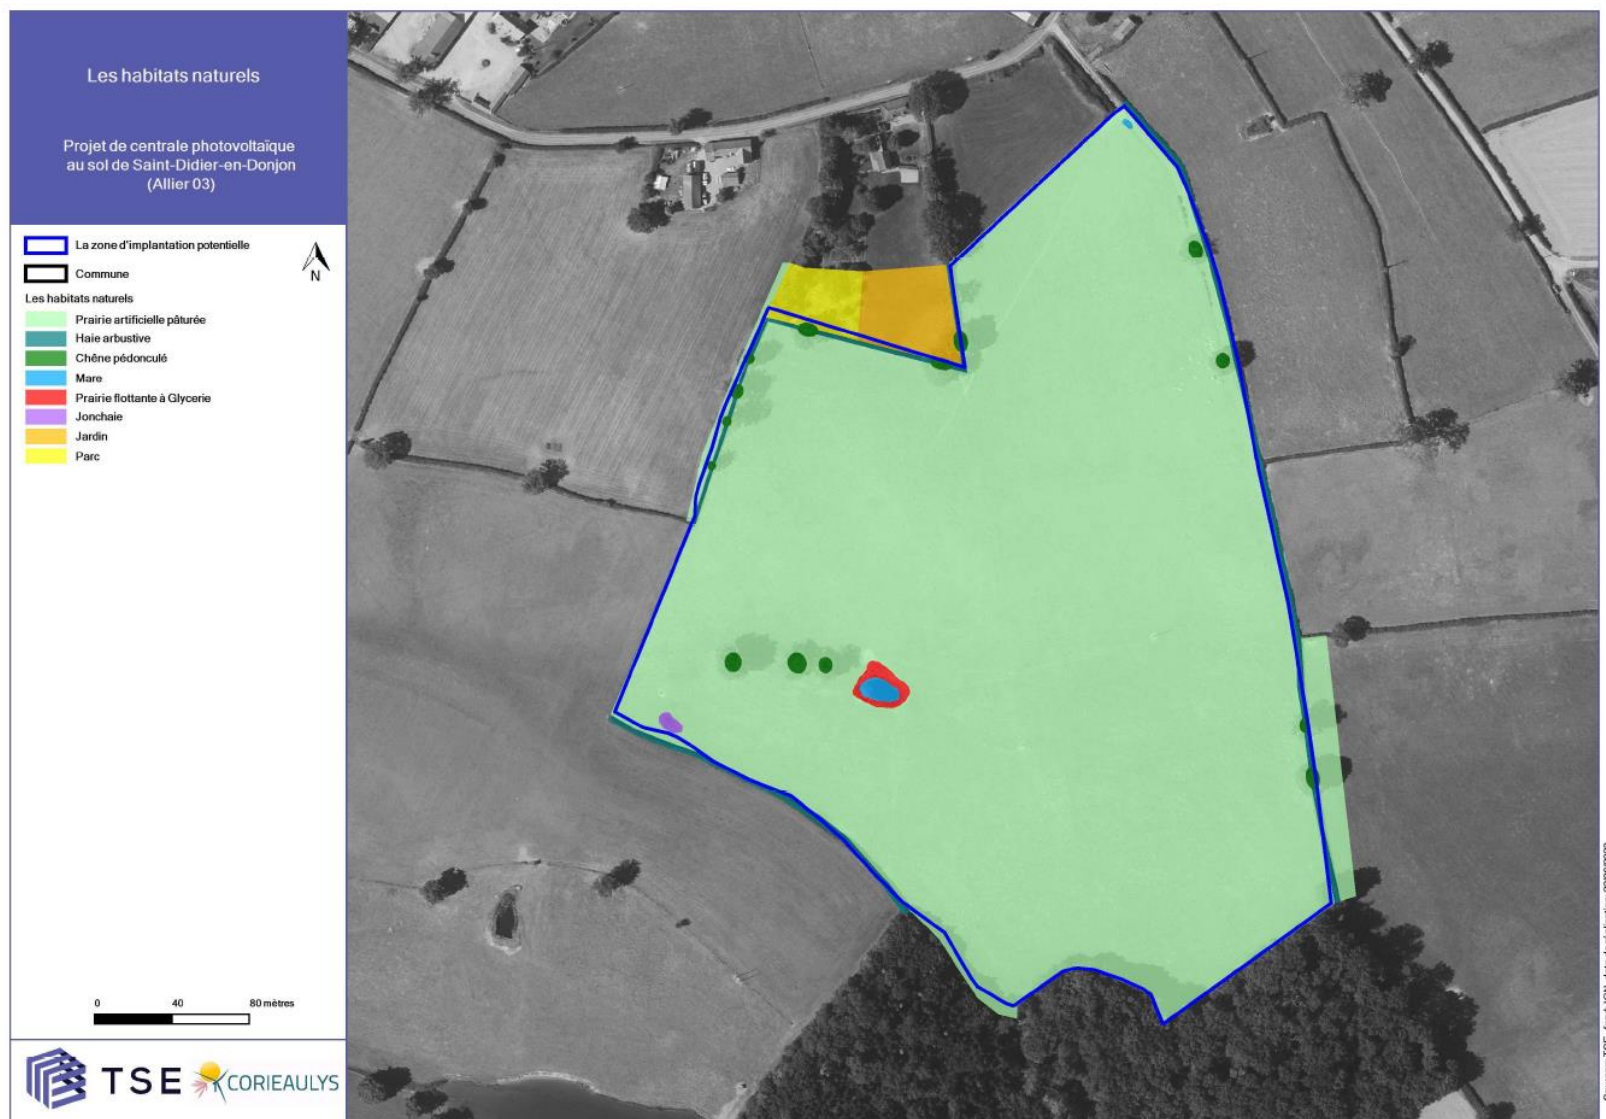 Les habitats naturels
Projet de centrale photovoltaïque
au sol de Saint-Didier-en-Donjon
(Allier 03)
La zone d'implantation potentielle
Commune
N
Les habitats naturels
Prairie artificielle pâturée
Haie arbustive
Chêne pédonculé
Mare
Prairie flottante à Glycerie
Jonchaie
Jardin
Parc
0 40 80 mètres
TSE CORIEAULYS